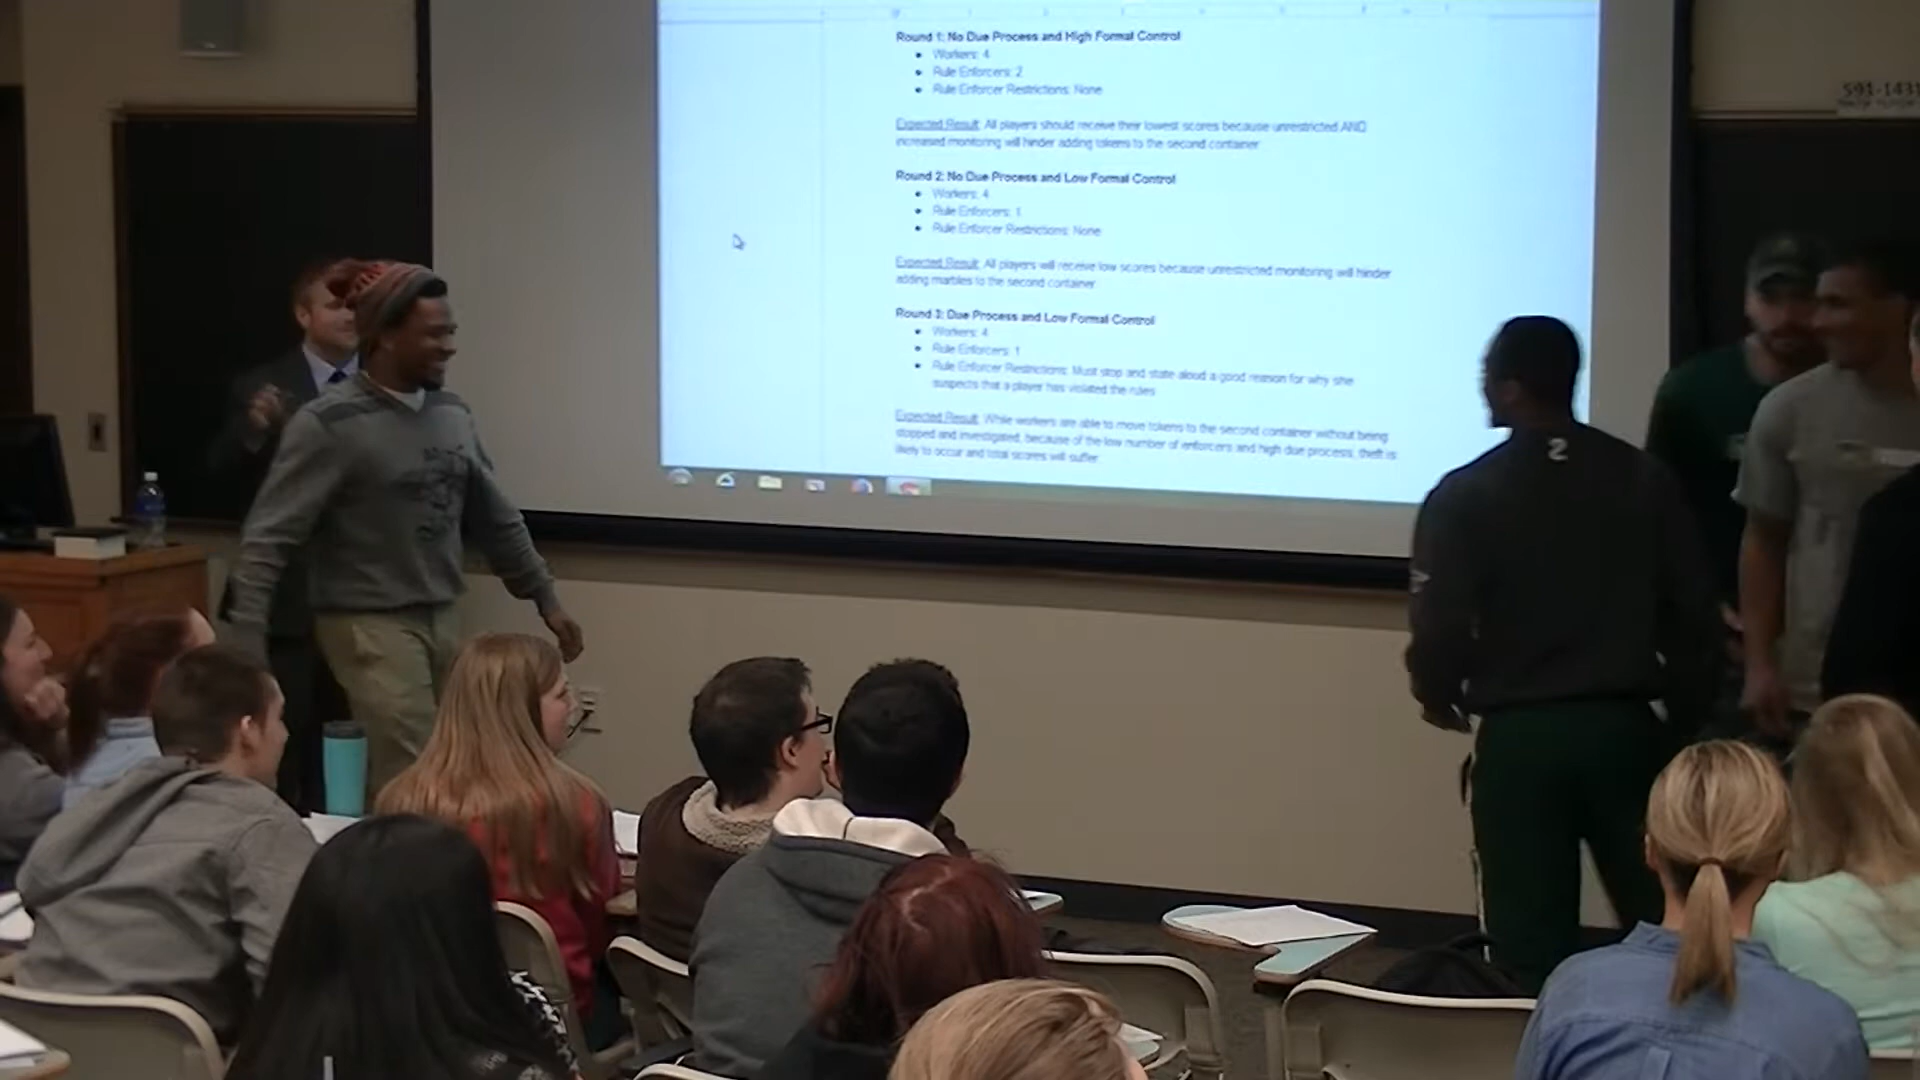 Round 1: No Due Process and High Formal Control
• Workers: 4
• Rule Enforcers: 2
• Rule Enforcer Restrictions: None
Expected Result: All players should receive their lowest scores because unrestricted AND
increased monitoring will hinder adding tokens to the second container
Round 2: No Due Process and Low Formal Control
• Workers: 4
• Rule Enforcers: 1
• Rule Enforcer Restrictions: None
Expected Result: All players will receive low scores because unrestricted monitoring will hinder
adding marbles to the second container
Round 3: Due Process and Low Formal Control
• Workers: 4
• Rule Enforcers: 1
• Rule Enforcer Restrictions: Must stop and state aloud a good reason for why she
suspects that a player has violated the rules
Expected Result: While workers are able to move tokens to the second container without being
stopped and investigated, because of the low number of enforcers and high due process, theft is
likely to occur and total scores will suffer
591-1431
2